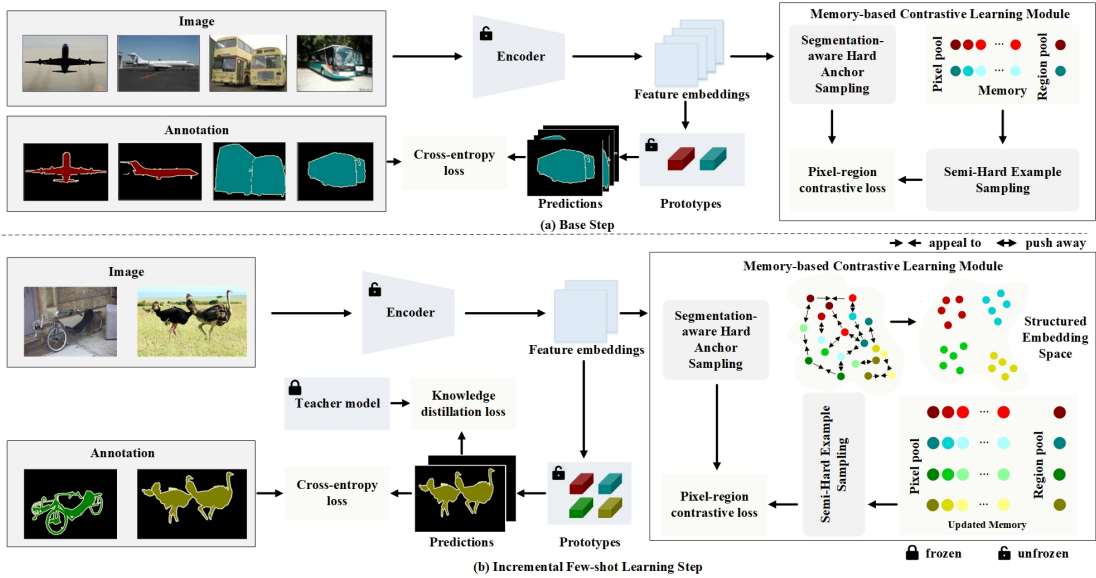 Image
Encoder
Feature embeddings
Memory-based Contrastive Learning Module
Segmentation-
aware Hard
Anchor
Sampling
Pixel pool
...
...
Memory
Region pool
Annotation
Cross-entropy
loss
Predictions
Prototypes
Pixel-region
contrastive loss
Semi-Hard Example
Sampling
(a) Base Step
appeal to
push away
Image
Encoder
Feature embeddings
Memory-based Contrastive Learning Module
Segmentation-
aware Hard
Anchor
Sampling
Structured
Embedding
Space
Teacher model
Knowledge
distillation loss
Annotation
Cross-entropy
loss
Predictions
Prototypes
Pixel-region
contrastive loss
Semi-Hard Example
Sampling
Pixel pool
...
...
...
...
Region pool
Updated Memory
frozen
unfrozen
(b) Incremental Few-shot Learning Step